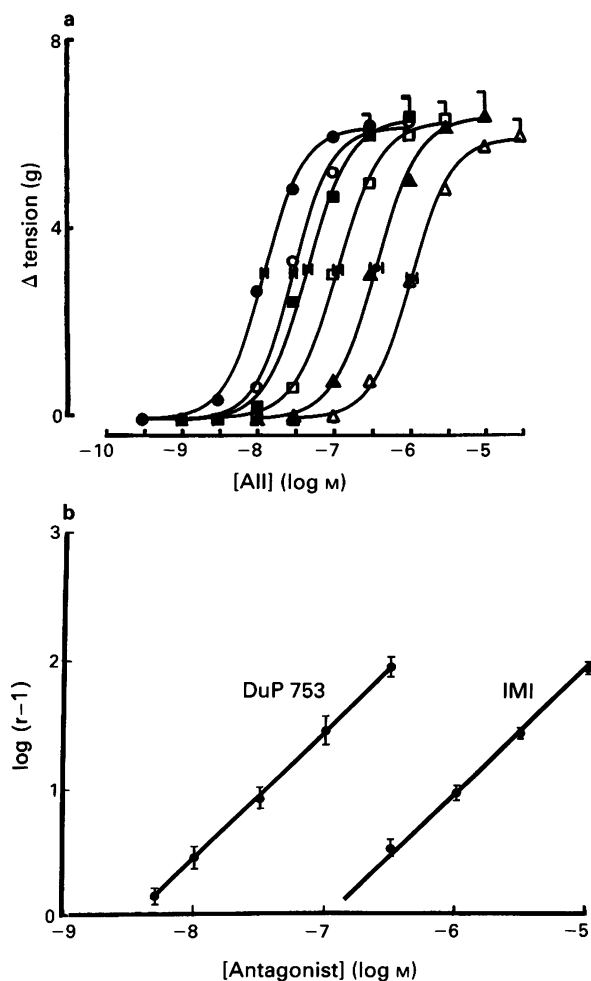 a
8
4
0
Δ tension (g)
−10 −9 −8 −7 −6 −5
[AII] (log M)
b
3
2
1
0
log (r−1)
DuP 753
IMI
−9 −8 −7 −6 −5
[Antagonist] (log M)